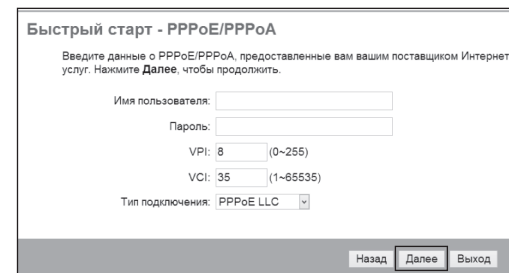 Быстрый старт - PPPoE/PPPoA
Введите данные о PPPoE/PPPoA, предоставленные вам вашим поставщиком Интернет
услуг. Нажмите Далее, чтобы продолжить.
Имя пользователя:
Пароль:
VPI: 8 (0~255)
VCI: 35 (1~65535)
Тип подключения: PPPoE LLC
Назад Далее Выход